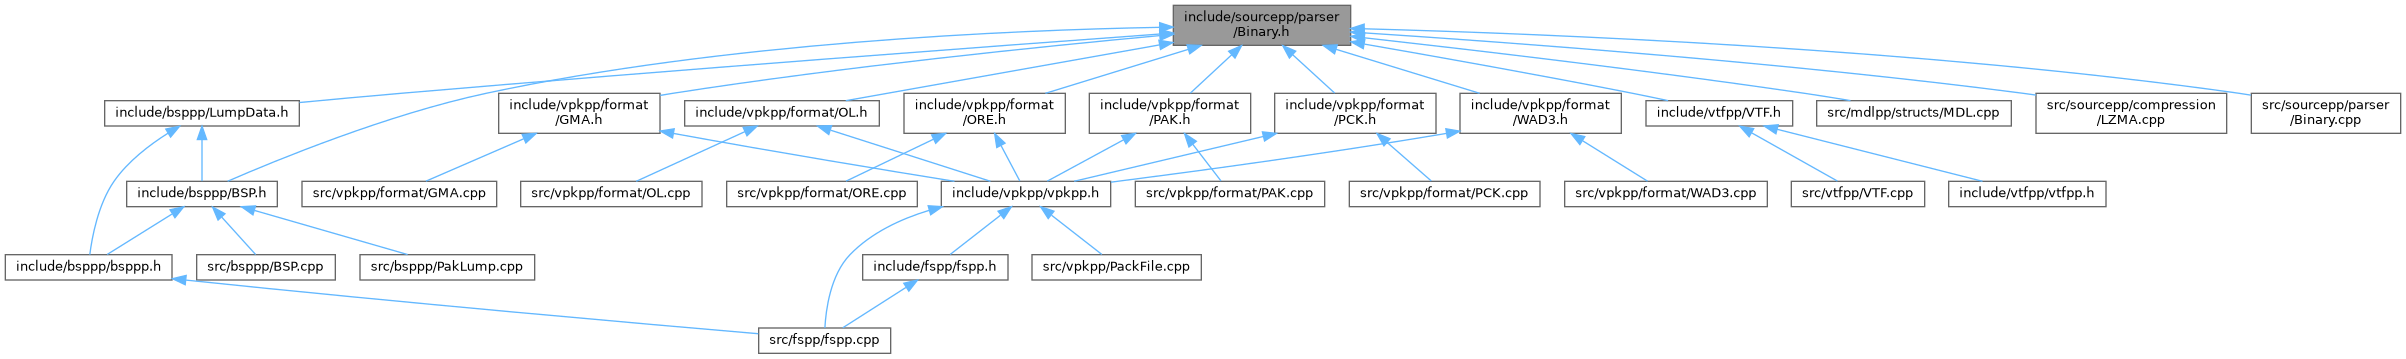 include/sourcepp/parser
/Binary.h
include/bsppp/LumpData.h
include/vpkpp/format
/GMA.h
include/vpkpp/format/OL.h
include/vpkpp/format
/ORE.h
include/vpkpp/format
/PAK.h
include/vpkpp/format
/PCK.h
include/vpkpp/format
/WAD3.h
include/vtfpp/VTF.h
src/mdlpp/structs/MDL.cpp
src/sourcepp/compression
/LZMA.cpp
src/sourcepp/parser
/Binary.cpp
include/bsppp/BSP.h
src/vpkpp/format/GMA.cpp
src/vpkpp/format/OL.cpp
src/vpkpp/format/ORE.cpp
include/vpkpp/vpkpp.h
src/vpkpp/format/PAK.cpp
src/vpkpp/format/PCK.cpp
src/vpkpp/format/WAD3.cpp
src/vtfpp/VTF.cpp
include/vtfpp/vtfpp.h
include/bsppp/bsppp.h
src/bsppp/BSP.cpp
src/bsppp/PakLump.cpp
include/fspp/fspp.h
src/vpkpp/PackFile.cpp
src/fspp/fspp.cpp